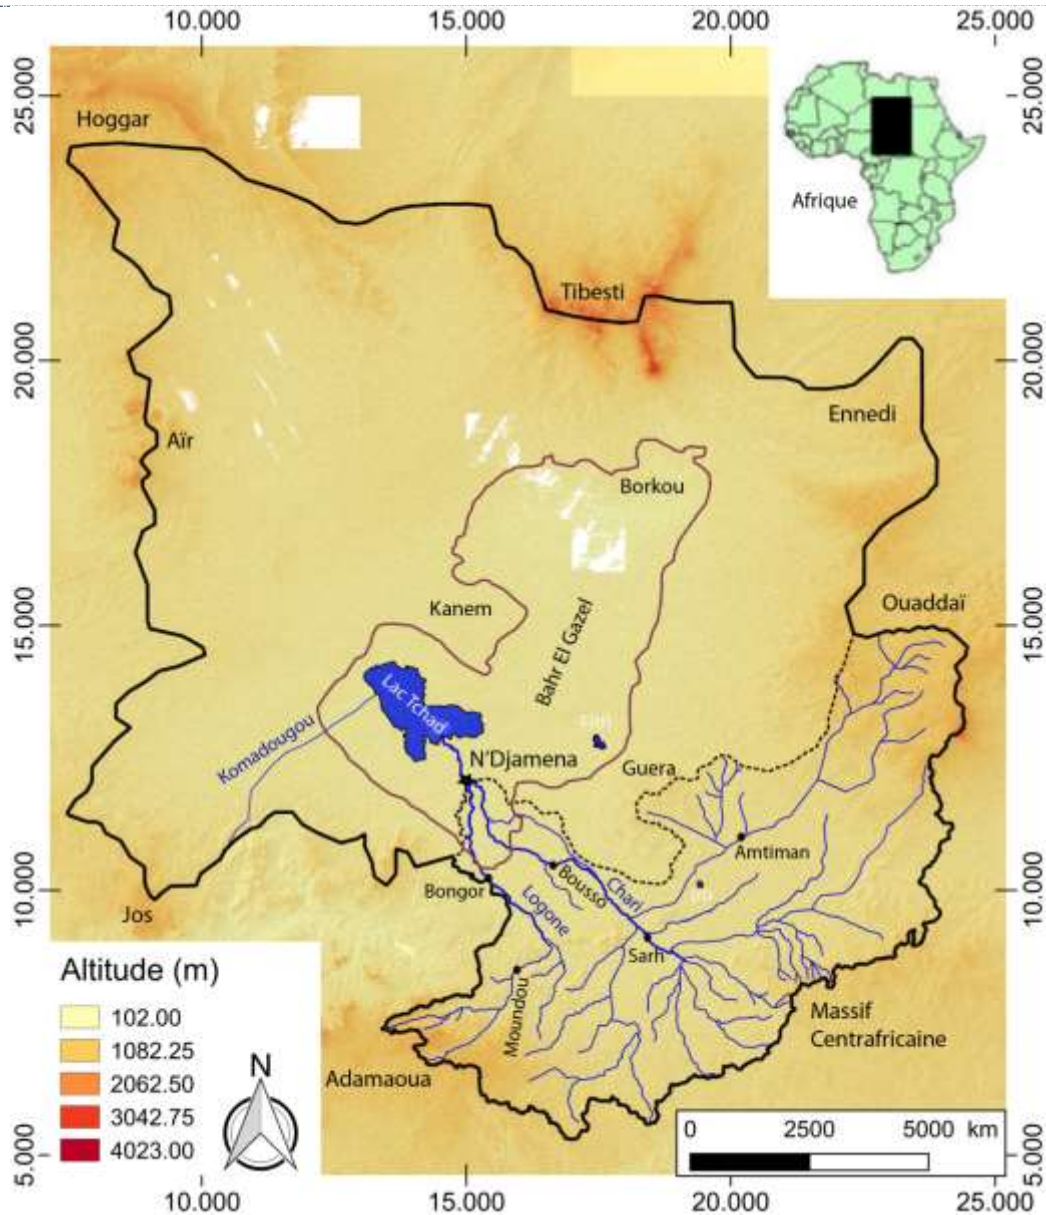 10.000 15.000 20.000 25.000
25.000
25.000
Hoggar
Afrique
Tibesti
20.000
20.000
Ennedi
Aïr
Borkou
Kanem
Ouaddaï
15.000
15.000
Bahr El Gazel
Lac Tchad
Komadougou
N'Djamena
Guera
Amtiman
10.000
10.000
Bongor
Bousso
Chari
Logone
Jos
Sarh
Moundou
Massif
Centrafricaine
Adamaoua
Altitude (m)
102.00
1082.25
2062.50
3042.75
4023.00
N
0 2500 5000 km
5.000
5.000
10.000 15.000 20.000 25.000